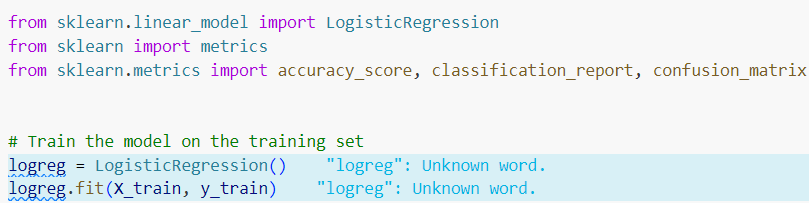 from sklearn.linear_model import LogisticRegression
from sklearn import metrics
from sklearn.metrics import accuracy_score, classification_report, confusion_matrix
# Train the model on the training set
logreg = LogisticRegression() "logreg": Unknown word.
logreg.fit(X_train, y_train) "logreg": Unknown word.